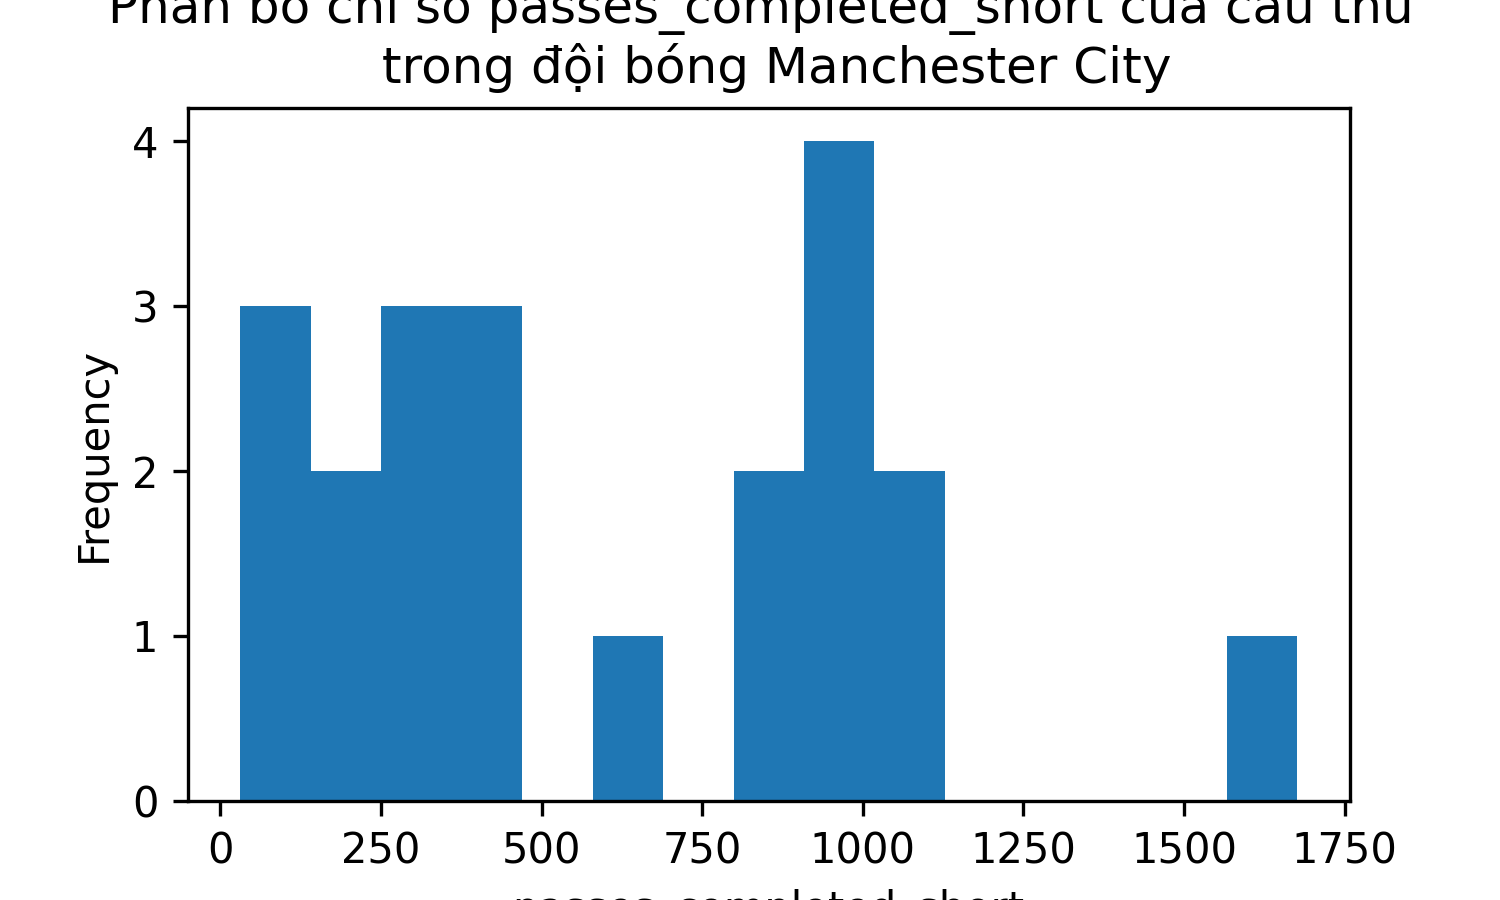 Phân bố chỉ số passes_completed_short của cầu thủ
trong đội bóng Manchester City
4
3
2
1
0
Frequency
0 250 500 750 1000 1250 1500 1750
passes_completed_short